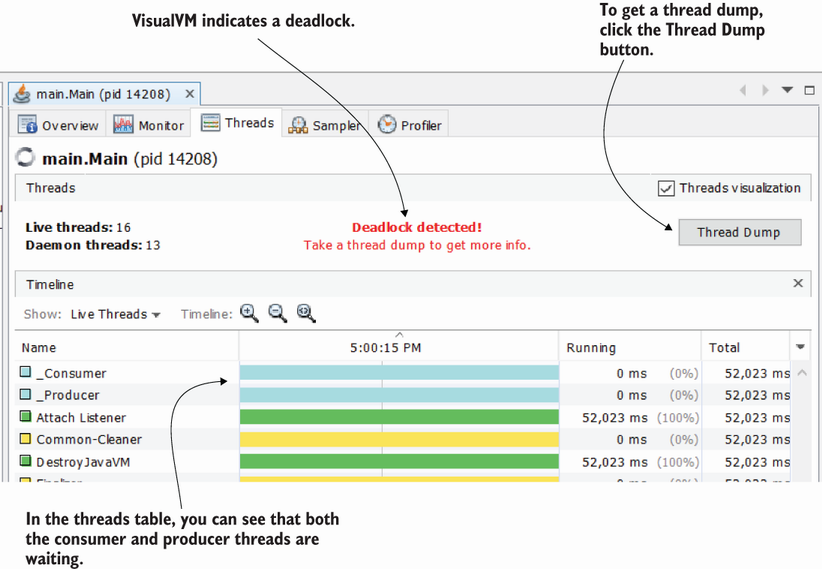 VisualVM indicates a deadlock.
To get a thread dump,
click the Thread Dump
button.
main.Main (pid 14208)
Overview Monitor Threads Sampler Profiler
main.Main (pid 14208)
Threads Threads visualization
Live threads: 16
Daemon threads: 13
Deadlock detected!
Take a thread dump to get more info.
Thread Dump
Timeline
Show: Live Threads Timeline:
Name 5:00:15 PM Running Total
_Consumer 0 ms (0%) 52,023 ms
_Producer 0 ms (0%) 52,023 ms
Attach Listener 52,023 ms (100%) 52,023 ms
Common-Cleaner 0 ms (0%) 52,023 ms
DestroyJavaVM 52,023 ms (100%) 52,023 ms
In the threads table, you can see that both
the consumer and producer threads are
waiting.